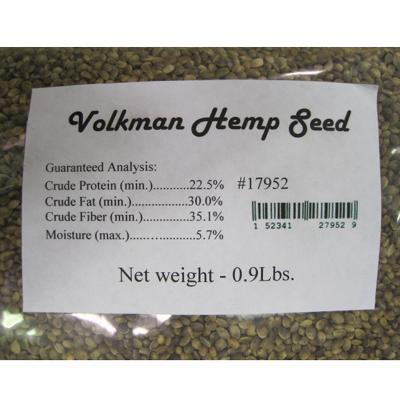 Volkman Hemp Seed
Guaranteed Analysis:
Crude Protein (min.)...........22.5% #17952
Crude Fat (min.)................30.0%
Crude Fiber (min.)..............35.1%
Moisture (max.)..................5.7%
1 52341 27952 9
Net weight - 0.9Lbs.